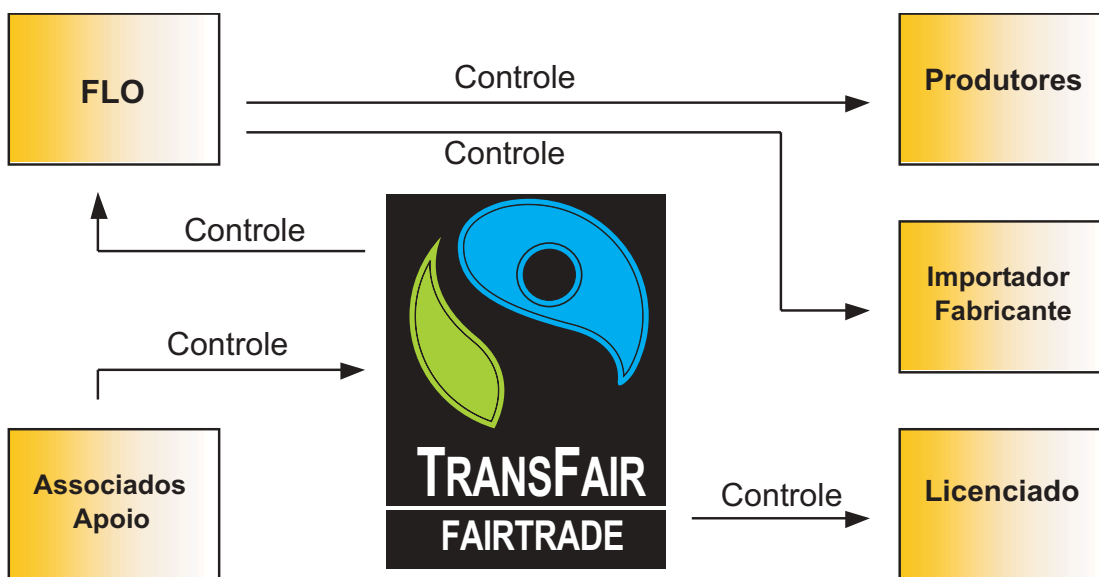 FLO
Controle
Produtores
Controle
Controle
Importador
Fabricante
Controle
Associados
Apoio
TRANSFAIR
FAIRTRADE
Controle
Licenciado